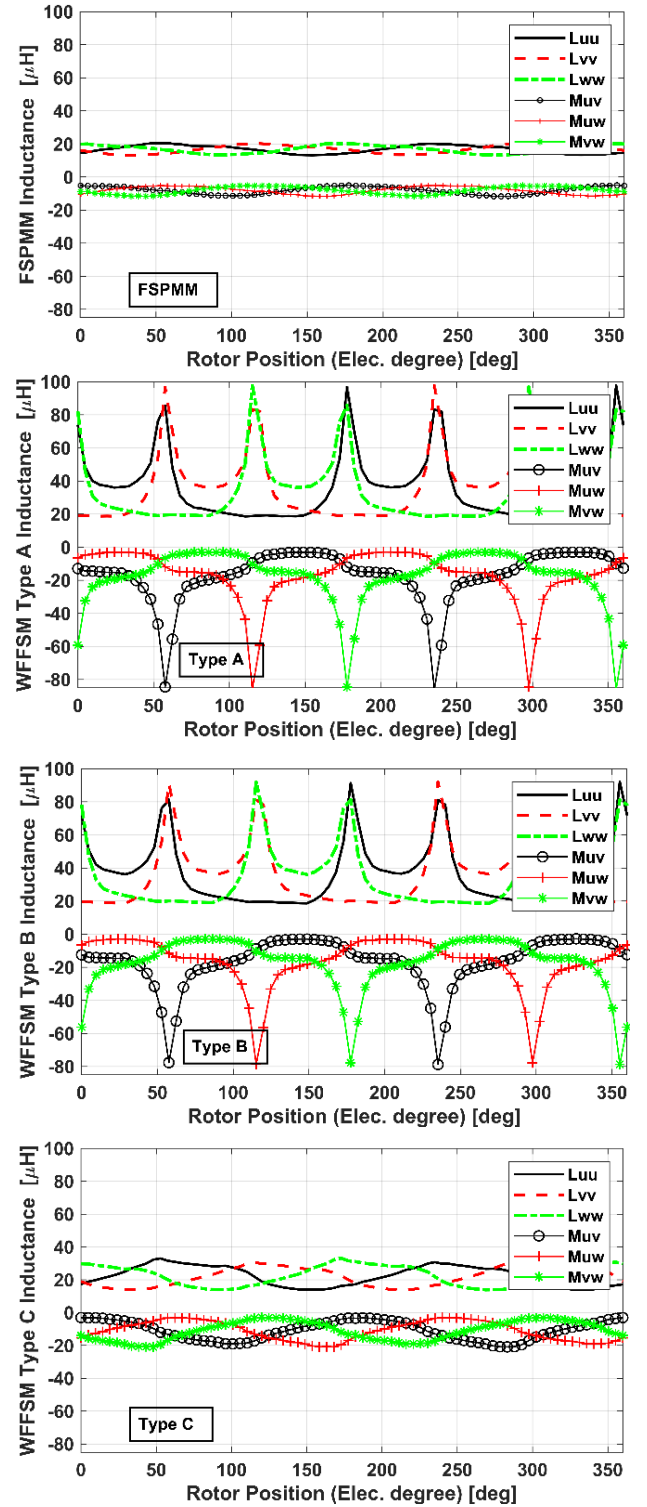 FSPMM Inductance [μH]
100
80
60
40
20
0
-20
-40
-60
-80
Luu
Lvv
Lww
Muv
Muw
Mvw
FSPMM
0 50 100 150 200 250 300 350
Rotor Position (Elec. degree) [deg]
WFFSM Type A Inductance [μH]
100
80
60
40
20
0
-20
-40
-60
-80
Luu
Lvv
Lww
Muv
Muw
Mvw
Type A
0 50 100 150 200 250 300 350
Rotor Position (Elec. degree) [deg]
WFFSM Type B Inductance [μH]
100
80
60
40
20
0
-20
-40
-60
-80
Luu
Lvv
Lww
Muv
Muw
Mvw
Type B
0 50 100 150 200 250 300 350
Rotor Position (Elec. degree) [deg]
WFFSM Type C Inductance [μH]
100
80
60
40
20
0
-20
-40
-60
-80
Luu
Lvv
Lww
Muv
Muw
Mvw
Type C
0 50 100 150 200 250 300 350
Rotor Position (Elec. degree) [deg]